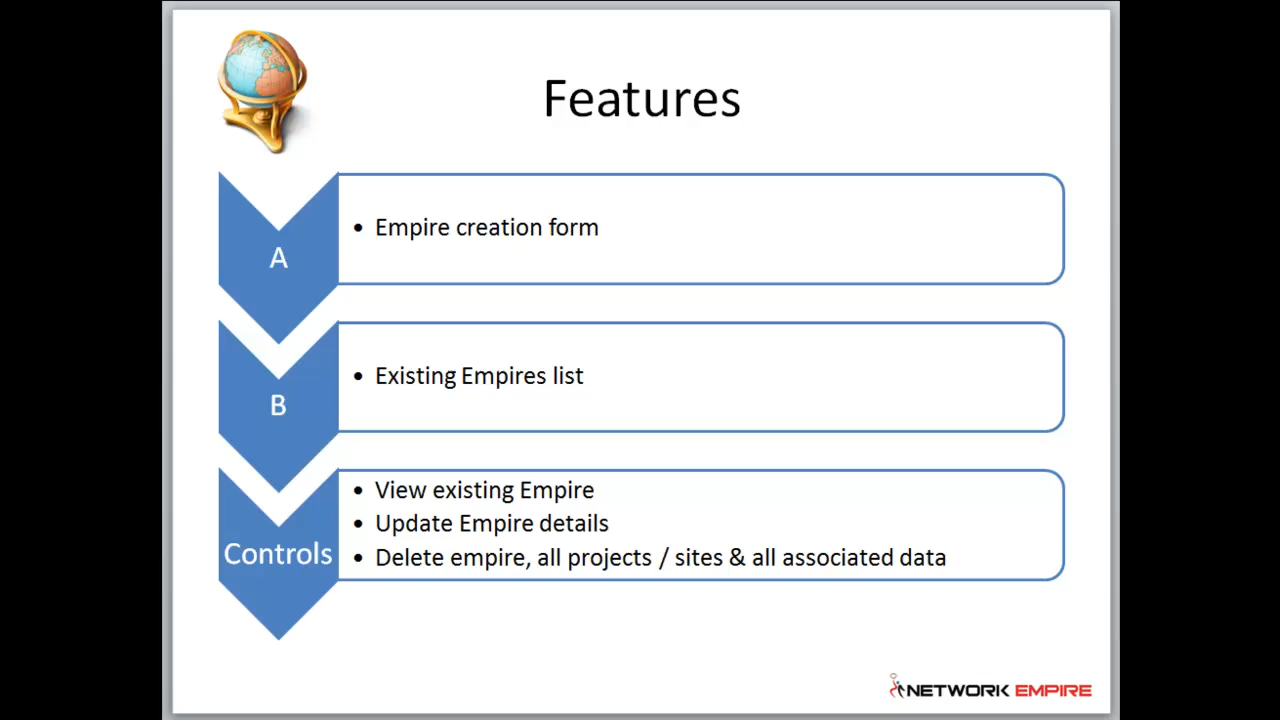 Features
A
• Empire creation form
B
• Existing Empires list
Controls
• View existing Empire
• Update Empire details
• Delete empire, all projects / sites & all associated data
NETWORK EMPIRE